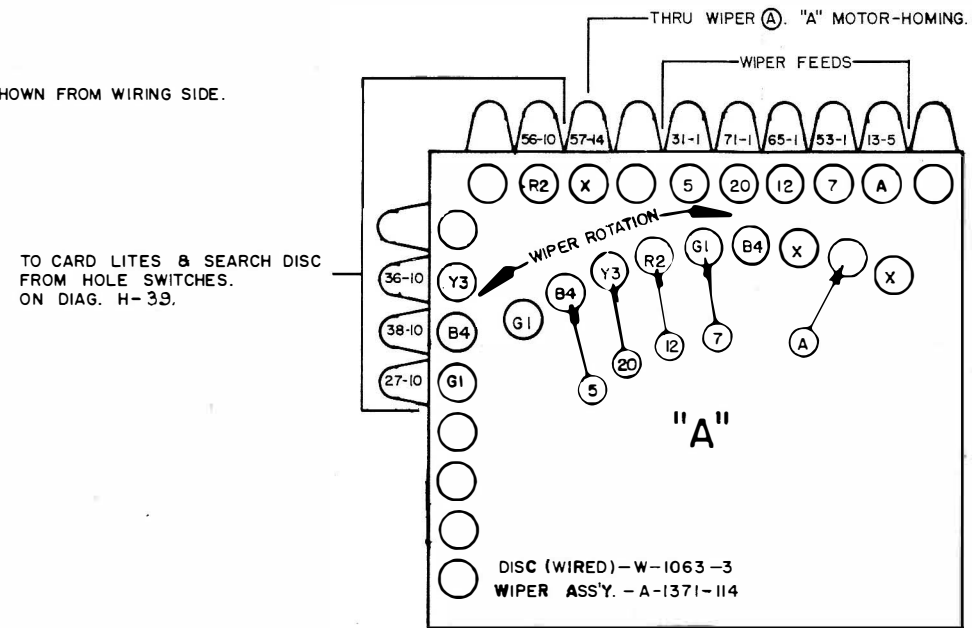 THRU WIPER Ⓐ. "A" MOTOR-HOMING.
WIPER FEEDS
HOWN FROM WIRING SIDE.
56-10 57-14 31-1 71-1 65-1 53-1 13-5
R2 X 5 20 12 7 A
WIPER ROTATION
TO CARD LITES & SEARCH DISC
FROM HOLE SWITCHES.
ON DIAG. H-39.
36-10 Y3
38-10 B4
27-10 G1
G1 B4 Y3 R2 G1 B4 X X
5 20 12 7 A
"A"
DISC (WIRED)-W-1063-3
WIPER ASS'Y. -A-1371-114